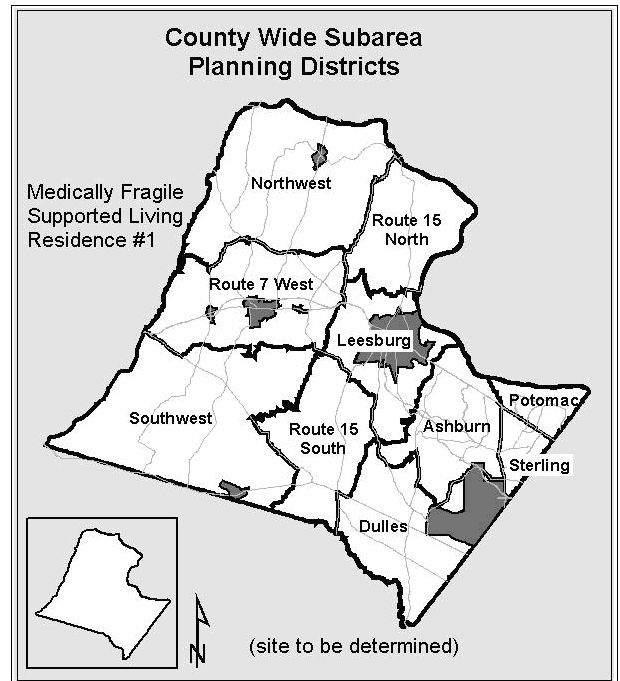 County Wide Subarea
Planning Districts
Northwest
Medically Fragile
Supported Living
Residence #1
Route 15
North
Route 7 West
Leesburg
Potomac
Southwest
Route 15
South
Ashburn
Sterling
Dulles
N
(site to be determined)